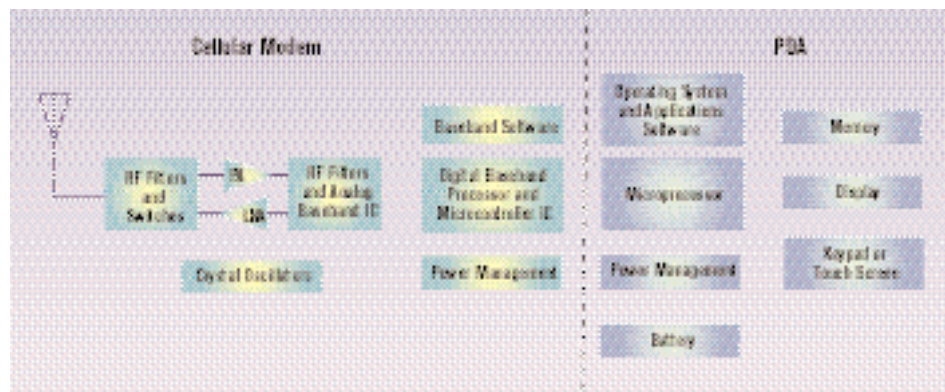 Cellular Modem
PDA
RF Filters
and
Switches
LNA
RF Filters
and Analog
Baseband IC
Crystal Oscillators
Baseband Software
Digital Baseband
Processor and
Microcontroller IC
Power Management
Operating System
and Applications
Software
Microprocessor
Power Management
Battery
Memory
Display
Keypad or
Touch Screen